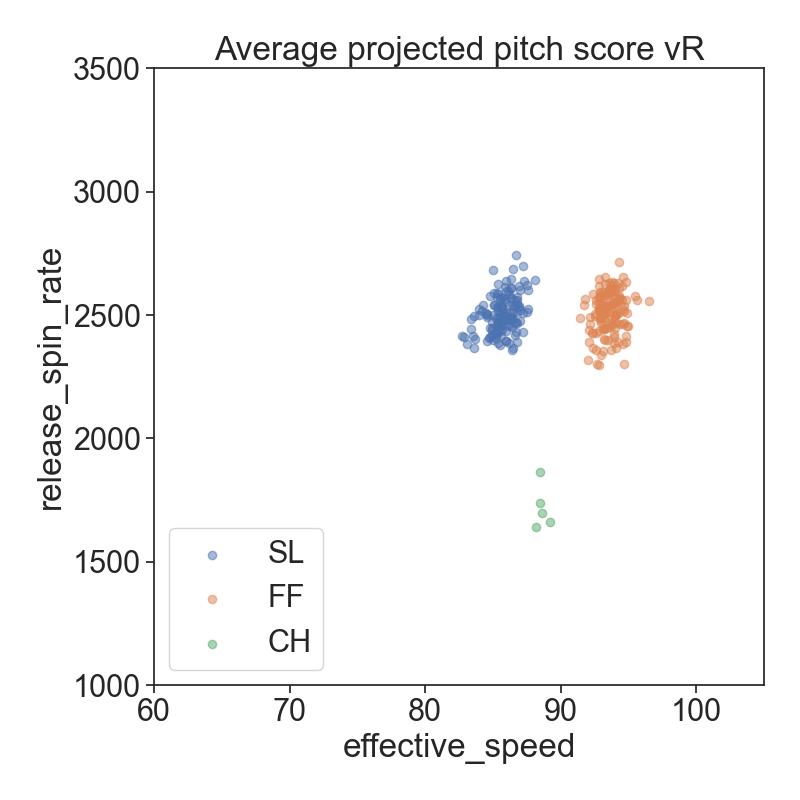 Average projected pitch score vR
3500
3000
2500
2000
1500
1000
release_spin_rate
SL
FF
CH
60 70 80 90 100
effective_speed